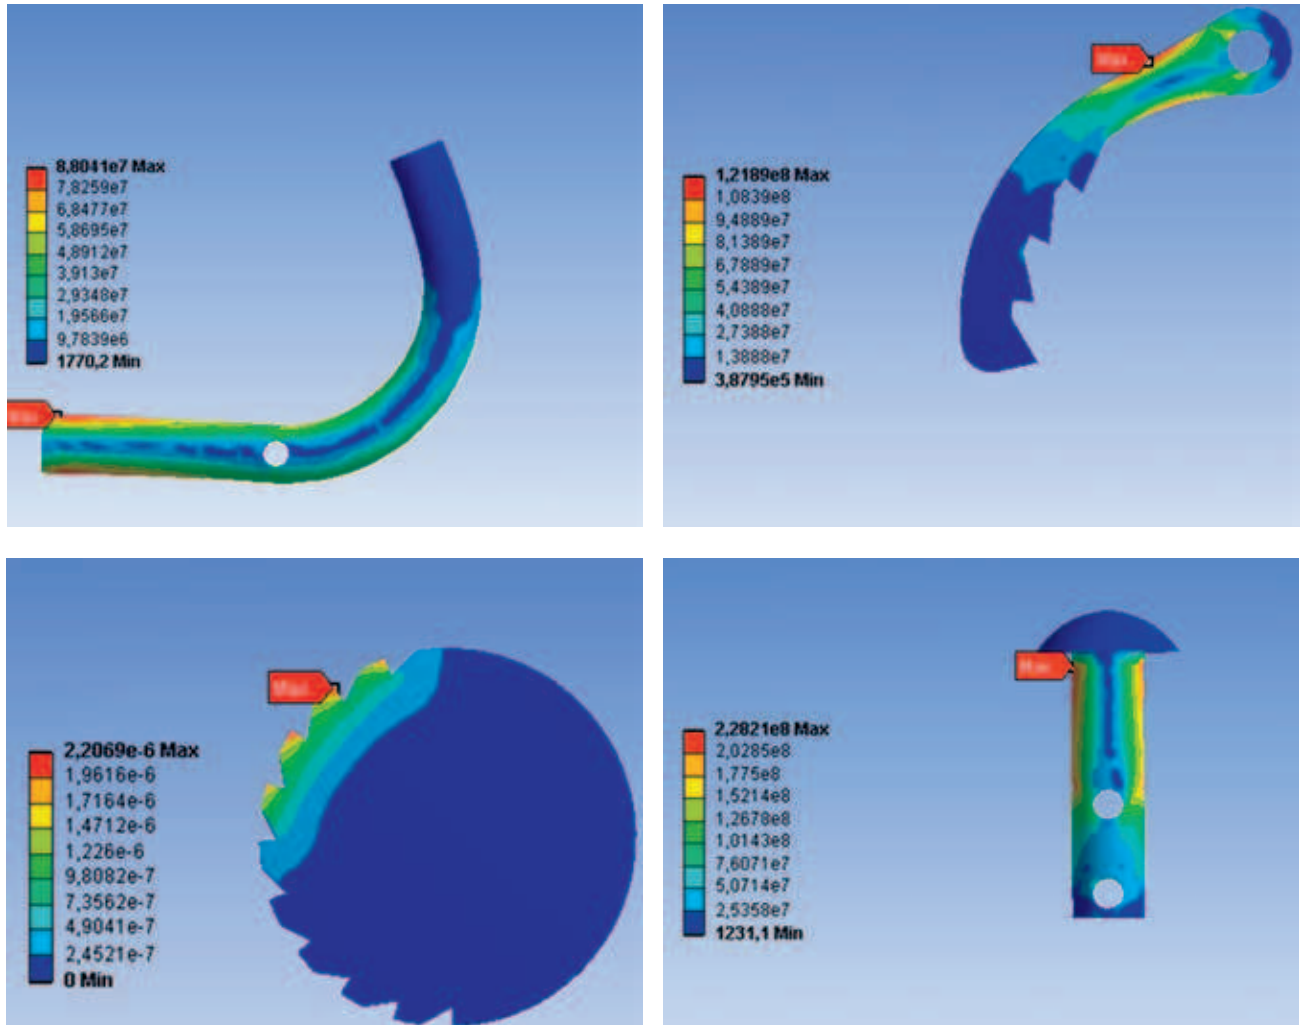 8,8041e7 Max
7,8259e7
6,8477e7
5,8695e7
4,8912e7
3,913e7
2,9348e7
1,9566e7
9,7839e6
1770,2 Min
Max
1,2189e8 Max
1,0839e8
9,4889e7
8,1389e7
6,7889e7
5,4389e7
4,0888e7
2,7388e7
1,3888e7
3,8795e5 Min
Max
2,2069e-6 Max
1,9616e-6
1,7164e-6
1,4712e-6
1,226e-6
9,8082e-7
7,3562e-7
4,9041e-7
2,4521e-7
0 Min
Max
2,2821e8 Max
2,0285e8
1,775e8
1,5214e8
1,2678e8
1,0143e8
7,6071e7
5,0714e7
2,5358e7
1231,1 Min